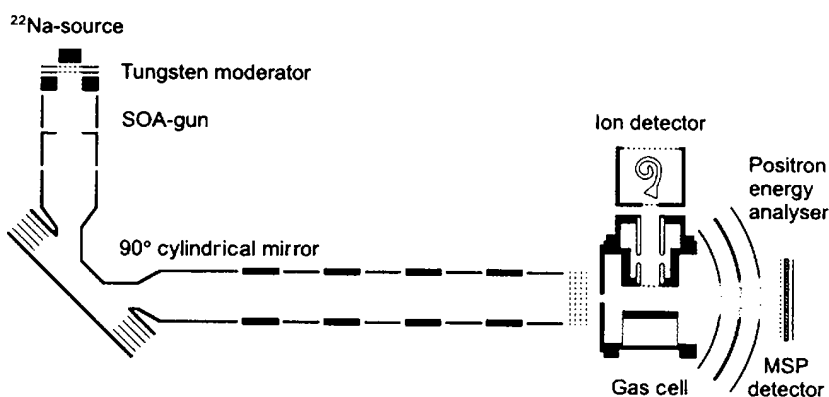 ²²Na-source
Tungsten moderator
SOA-gun
90° cylindrical mirror
Ion detector
Positron
energy
analyser
Gas cell
MSP
detector